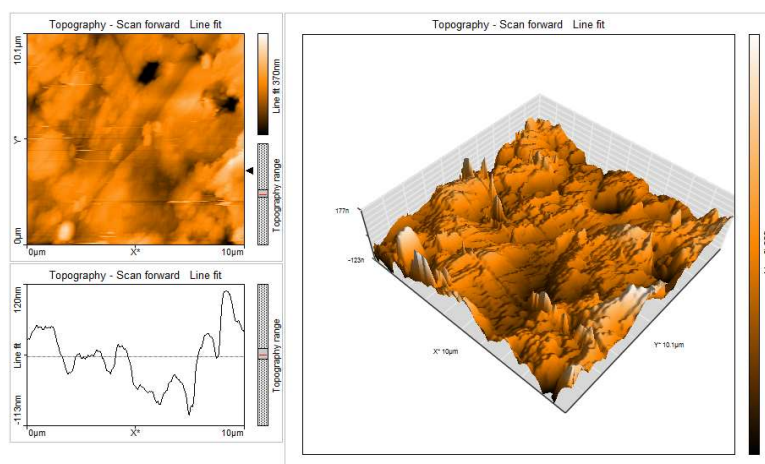 Topography - Scan forward Line fit
10.1µm
Y*
0µm
0µm
X*
10µm
Line fit 370nm
Topography range
Topography - Scan forward Line fit
120nm
Line fit
-113nm
0µm
X*
10µm
Topography range
Topography - Scan forward Line fit
177n
-123n
X* 10µm
Y* 10.1µm